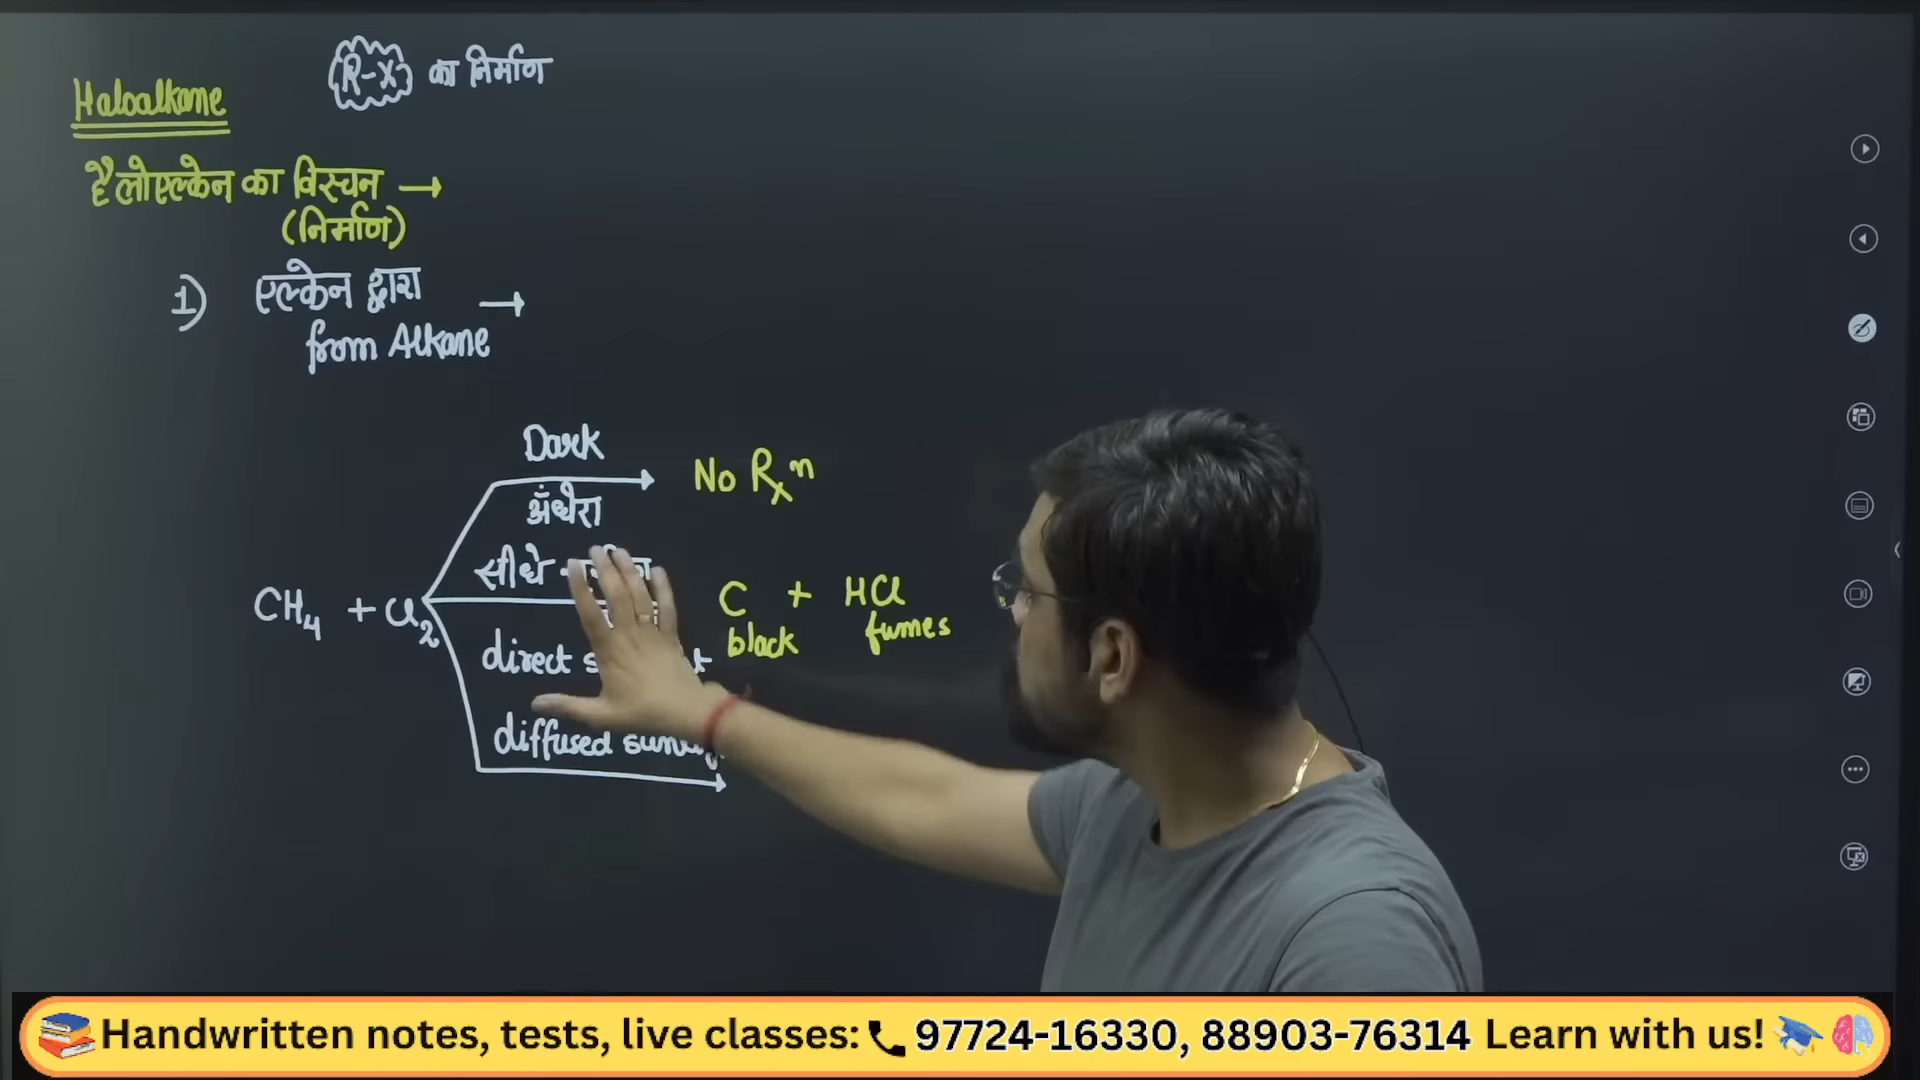 R-X का निर्माण
Haloalkane
हैलोएल्केन का विरचन →
(निर्माण)
1) एल्केन द्वारा →
from Alkane
Dark
No Rxn
अँधेरा
सीधे
CH4 + Cl2
C + HCl
black fumes
direct
diffused
📚Handwritten notes, tests, live classes:📞97724-16330, 88903-76314 Learn with us!🎓🧠